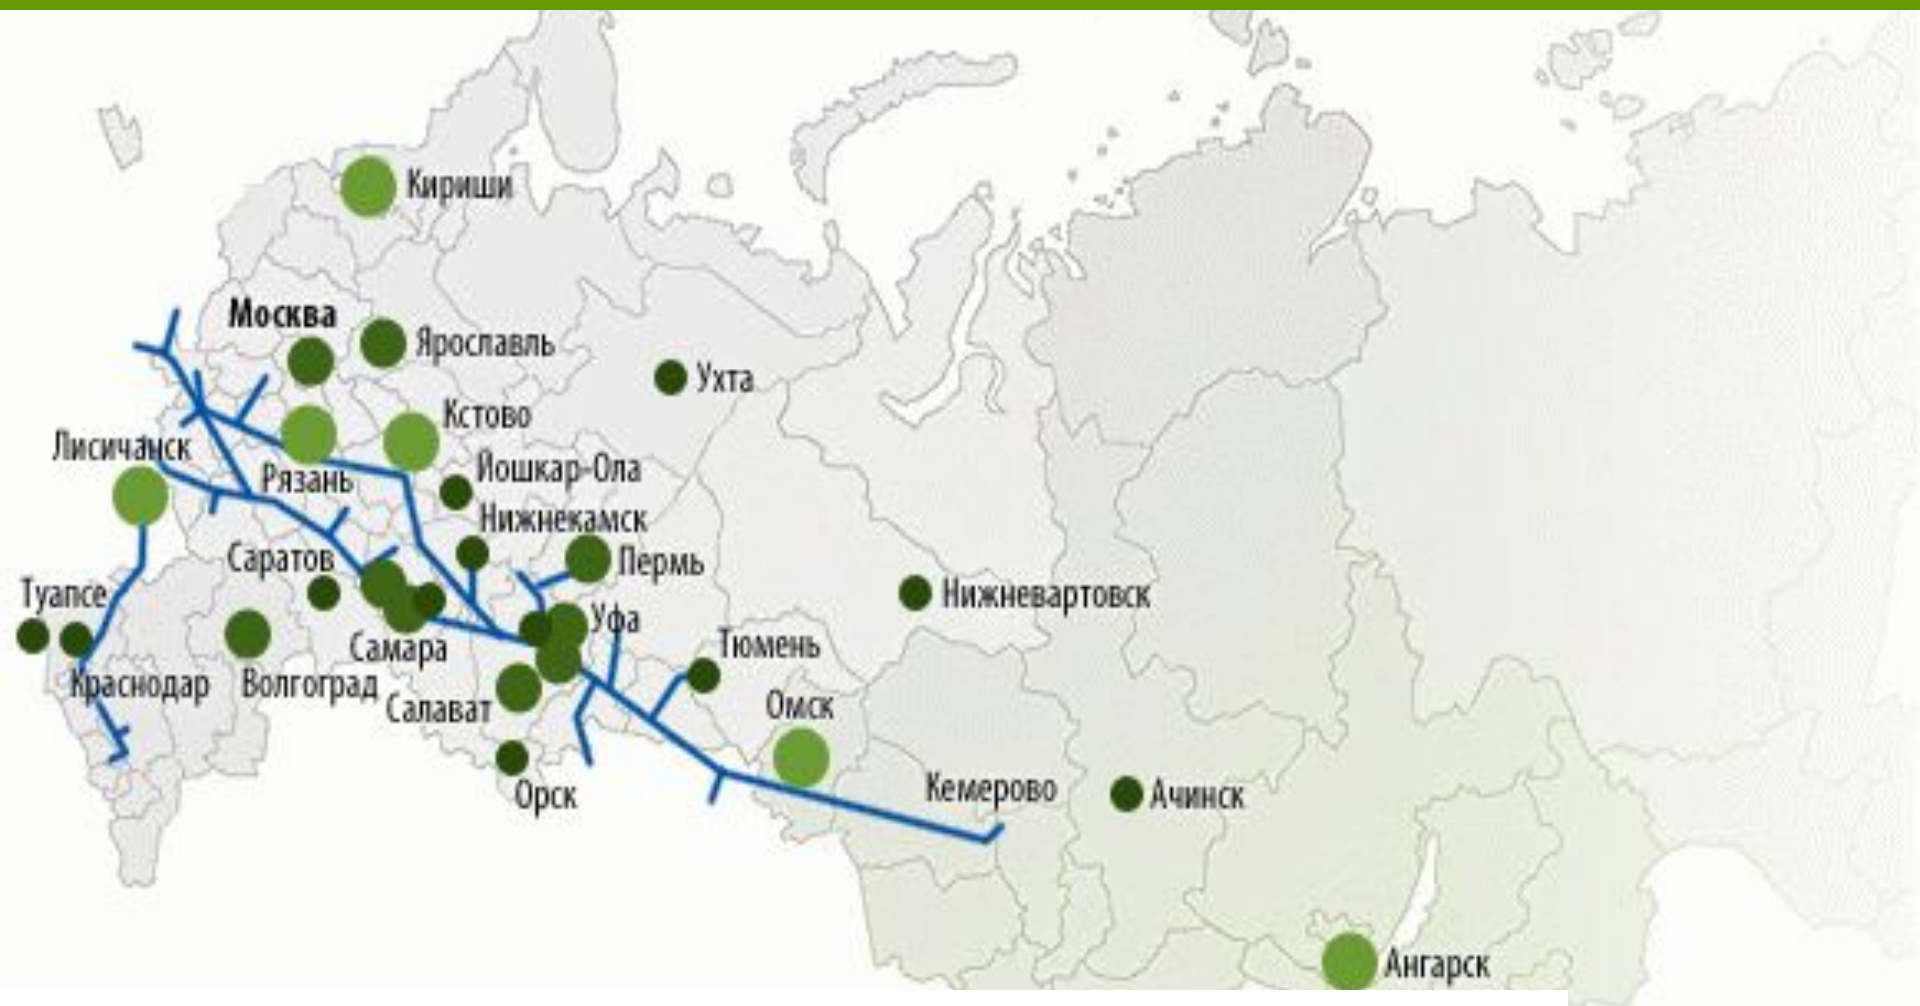 Кириши
Москва
Ярославль
Ухта
Кстово
Лисичанск
Рязань
Йошкар-Ола
Нижнекамск
Саратов
Пермь
Туапсе
Нижневартовск
Уфа
Самара
Тюмень
Краснодар
Волгоград
Салават
Омск
Орск
Кемерово
Ачинск
Ангарск